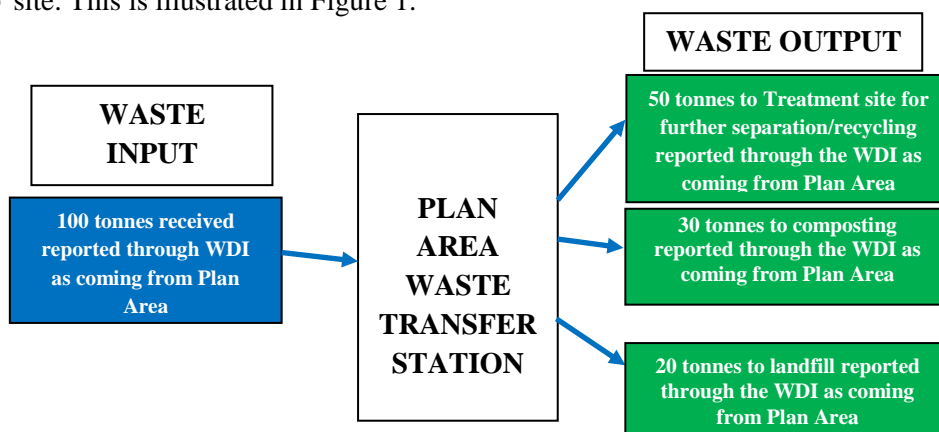 site. This is illustrated in Figure 1.
WASTE OUTPUT
WASTE
INPUT
50 tonnes to Treatment site for
further separation/recycling
reported through the WDI as
coming from Plan Area
100 tonnes received
reported through WDI
as coming from Plan
Area
PLAN
AREA
WASTE
TRANSFER
STATION
30 tonnes to composting
reported through the WDI as
coming from Plan Area
20 tonnes to landfill reported
through the WDI as coming
from Plan Area